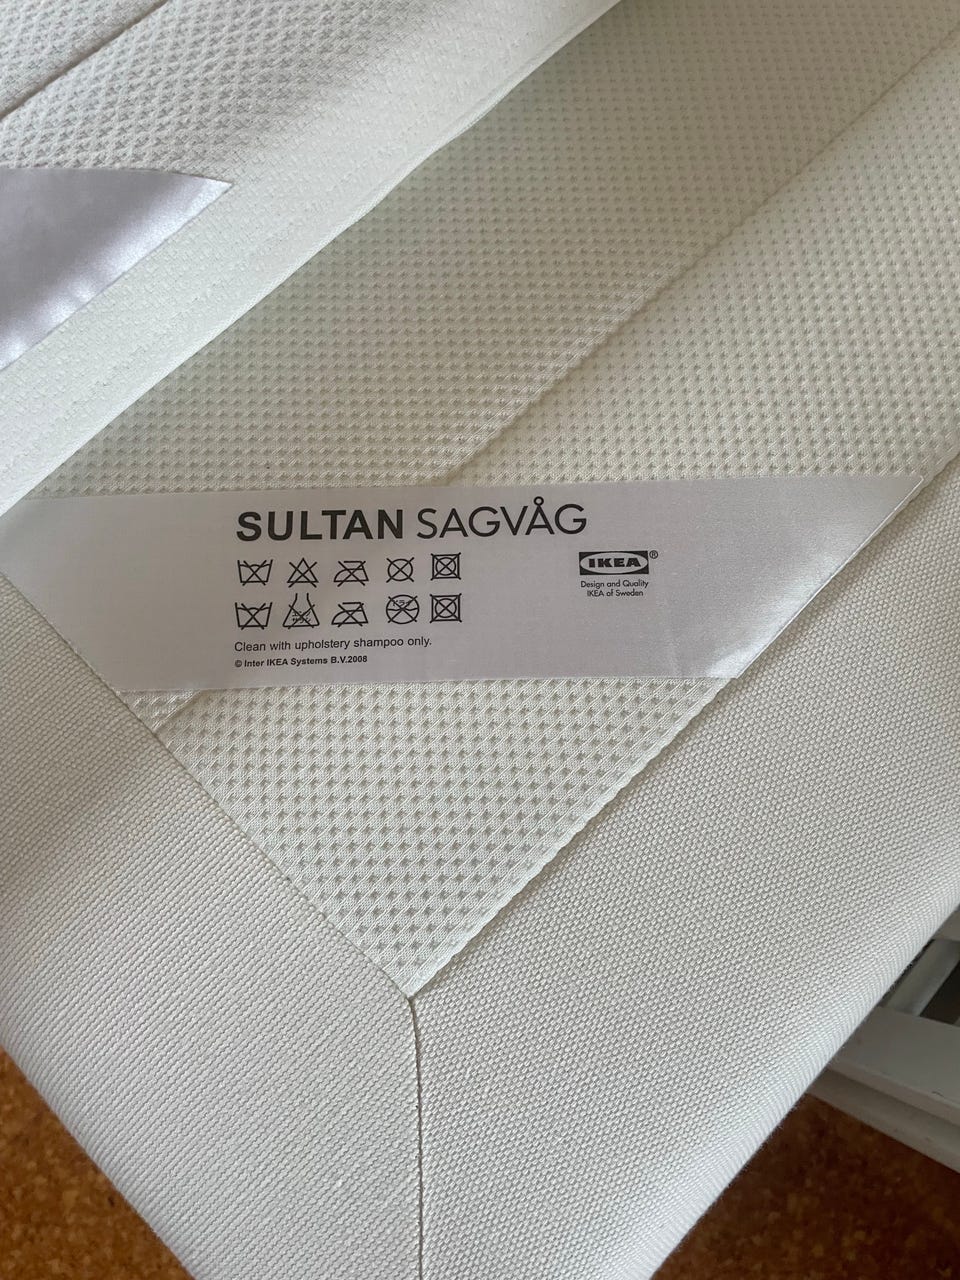 SULTAN SAGVÅG
IKEA®
Design and Quality
IKEA of Sweden
Clean with upholstery shampoo only.
© Inter IKEA Systems B.V.2008